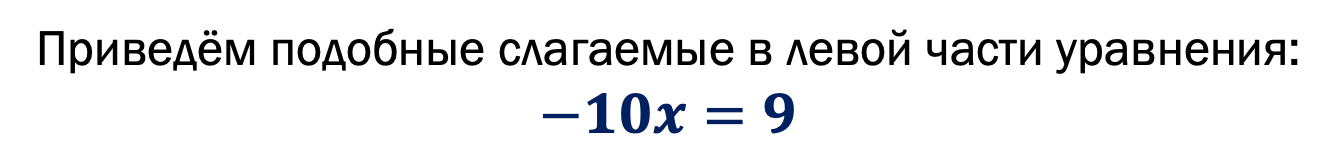 Приведём подобные слагаемые в левой части уравнения:
−10x = 9